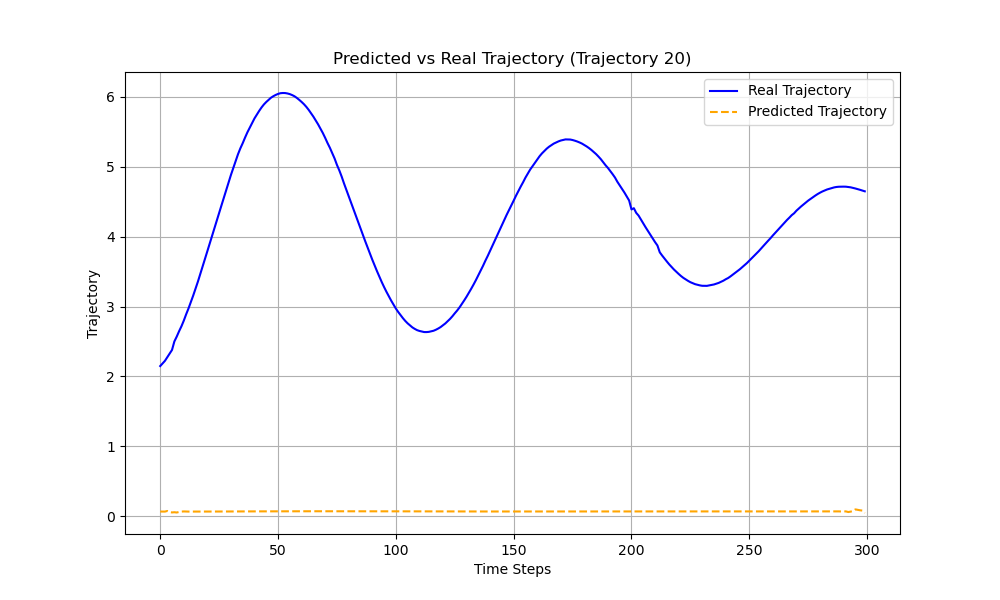 Predicted vs Real Trajectory (Trajectory 20)
Real Trajectory
Predicted Trajectory
6
5
4
3
2
1
0
Trajectory
0 50 100 150 200 250 300
Time Steps